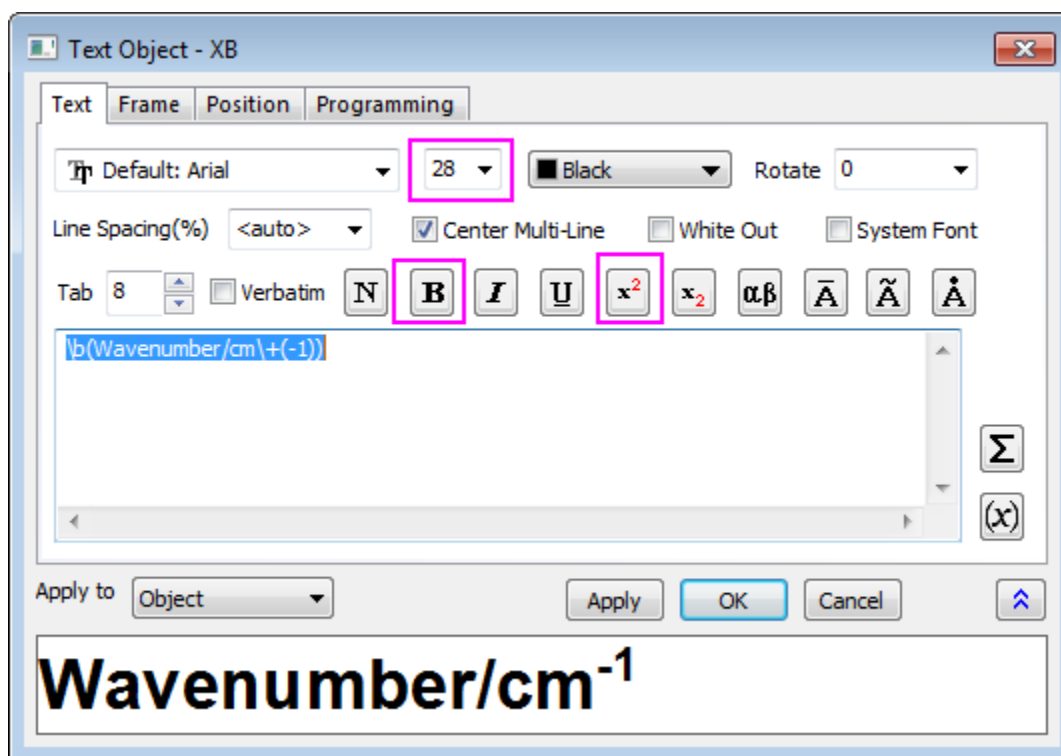 Text Object - XB
Text Frame Position Programming
Default: Arial 28 Black Rotate 0
Line Spacing(%) <auto> Center Multi-Line White Out System Font
Tab 8 Verbatim N B I U x² x₂ αβ Ā Ã Å
\b(Wavenumber/cm\+(-1))
Σ
(x)
Apply to Object Apply OK Cancel
Wavenumber/cm⁻¹